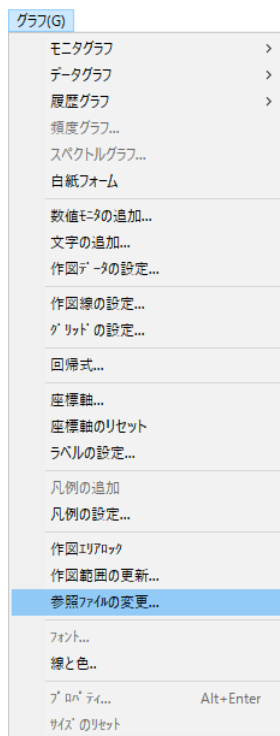 グラフ(G)
モニタグラフ >
データグラフ >
履歴グラフ >
頻度グラフ...
スペクトルグラフ...
白紙フォーム
数値ﾓﾆﾀの追加...
文字の追加...
作図ﾃﾞｰﾀの設定...
作図線の設定...
ｸﾞﾘｯﾄﾞの設定...
回帰式...
座標軸...
座標軸のリセット
ラベルの設定...
凡例の追加
凡例の設定...
作図ｴﾘｱﾛｯｸ
作図範囲の更新...
参照ﾌｧｲﾙの変更...
ﾌｫﾝﾄ...
線と色..
ﾌﾟﾛﾊﾟﾃｨ... Alt+Enter
ｻｲｽﾞのﾘｾｯﾄ